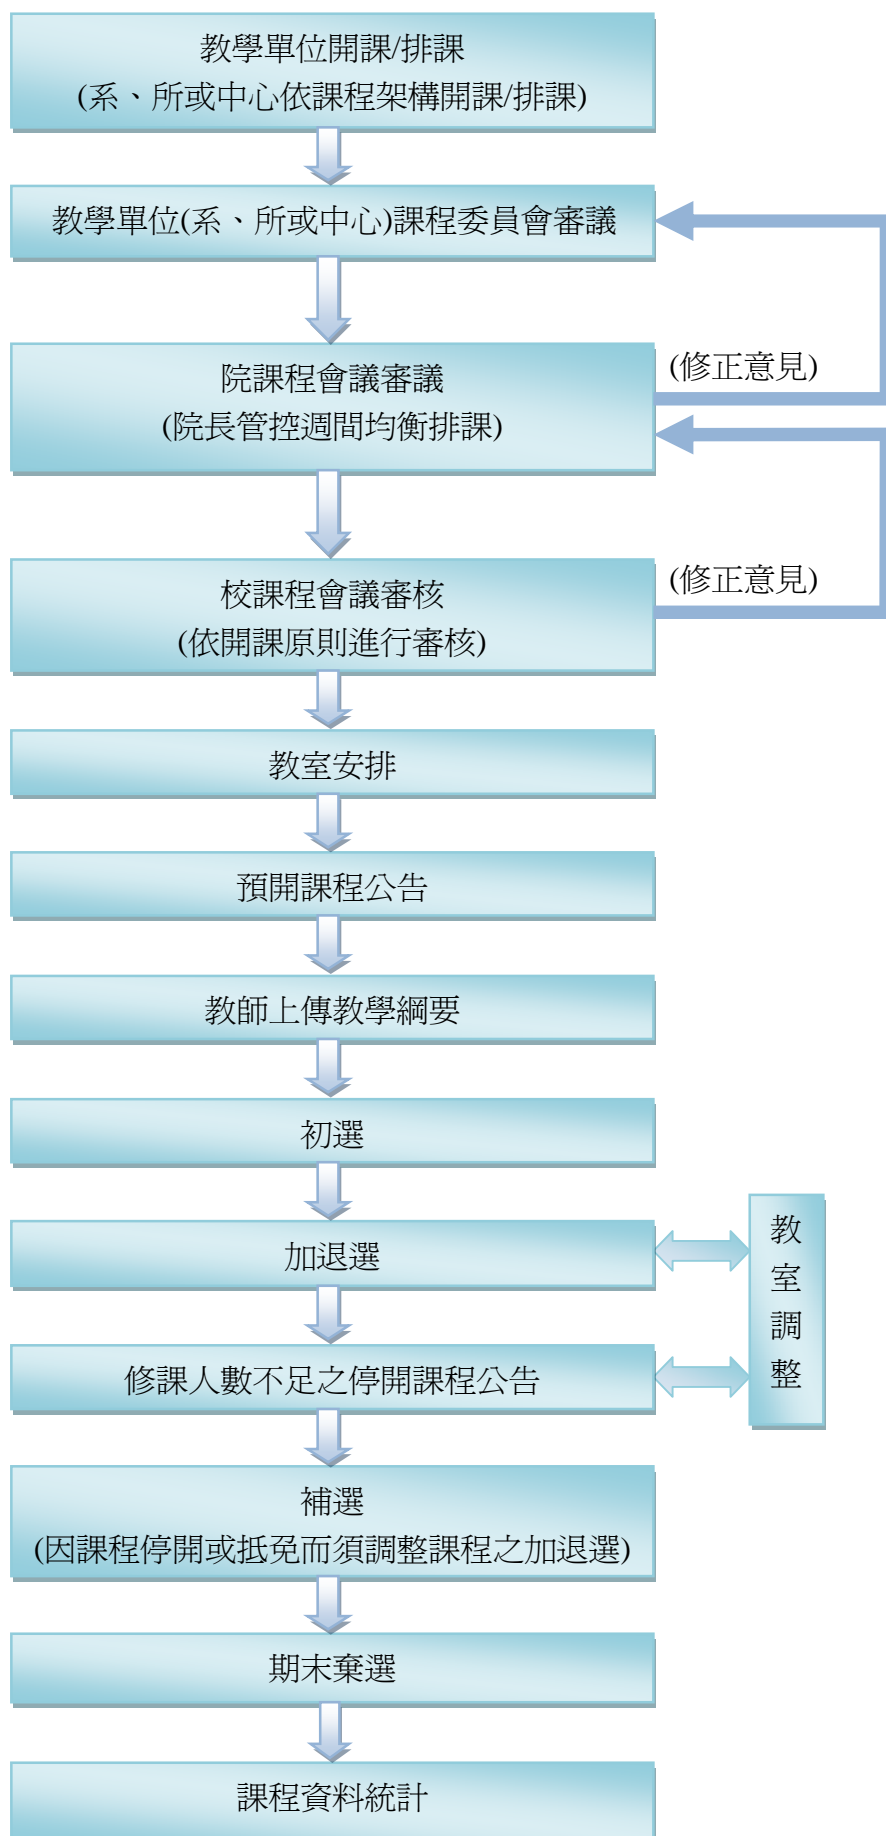 教學單位開課/排課
(系、所或中心依課程架構開課/排課)
教學單位(系、所或中心)課程委員會審議
院課程會議審議
(院長管控週間均衡排課)
(修正意見)
校課程會議審核
(依開課原則進行審核)
(修正意見)
教室安排
預開課程公告
教師上傳教學綱要
初選
加退選
教
室
調
整
修課人數不足之停開課程公告
補選
(因課程停開或抵免而須調整課程之加退選)
期末棄選
課程資料統計